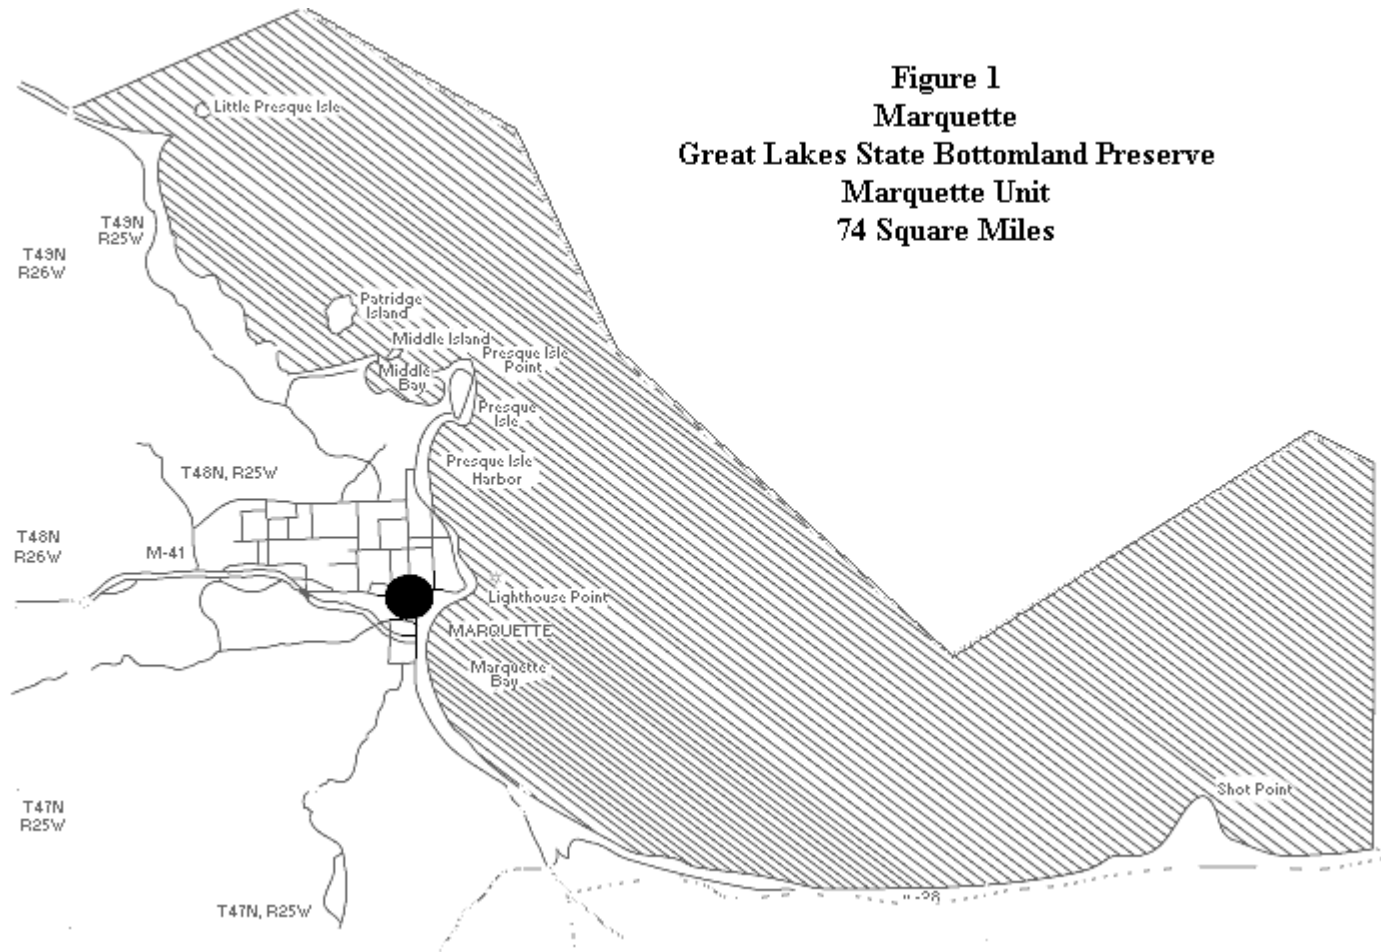 Figure 1
Marquette
Great Lakes State Bottomland Preserve
Marquette Unit
74 Square Miles
Little Presque Isle
T49N
R25W
T49N
R26W
Patridge
Island
Middle Island
Presque Isle
Point
Middle
Bay
Presque
Isle
Presque Isle
Harbor
T48N, R25W
T48N
R26W
M-41
Lighthouse Point
MARQUETTE
Marquette
Bay
Shot Point
T47N
R25W
T47N, R25W